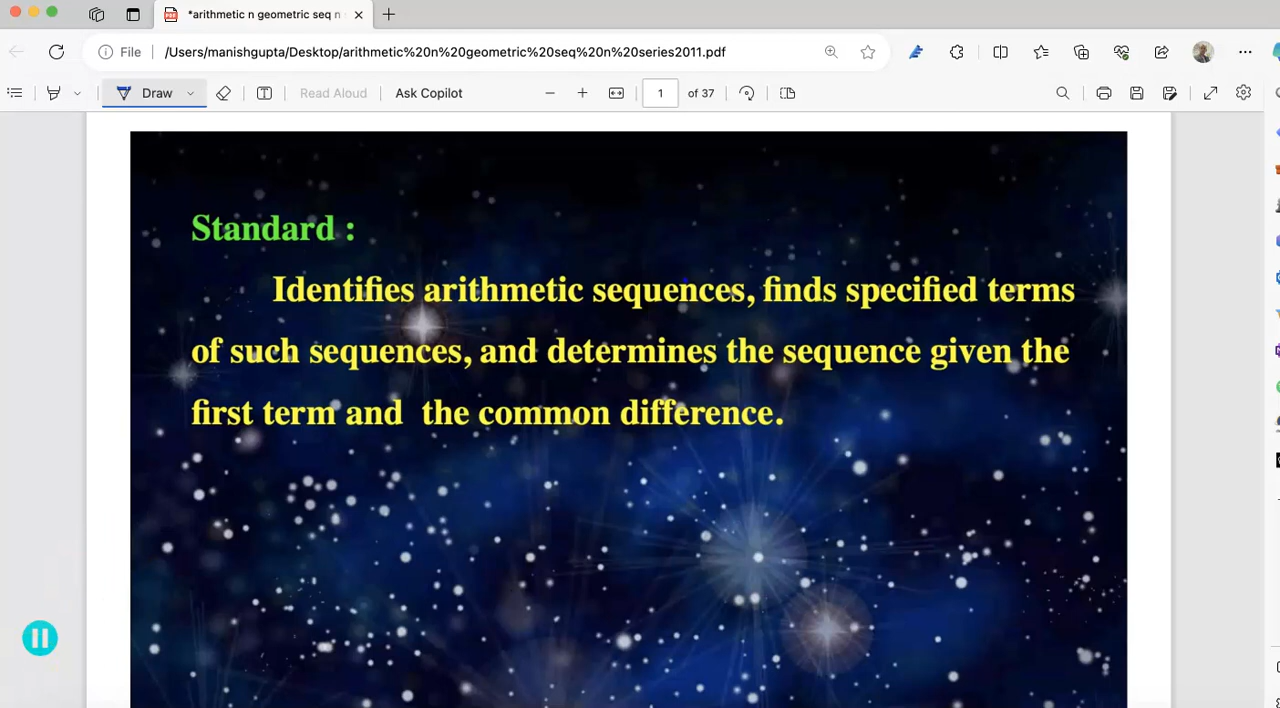 *arithmetic n geometric seq n
File
/Users/manishgupta/Desktop/arithmetic%20n%20geometric%20seq%20n%20series2011.pdf
Draw
Read Aloud
Ask Copilot
1 of 37
Standard :
Identifies arithmetic sequences, finds specified terms
of such sequences, and determines the sequence given the
first term and the common difference.